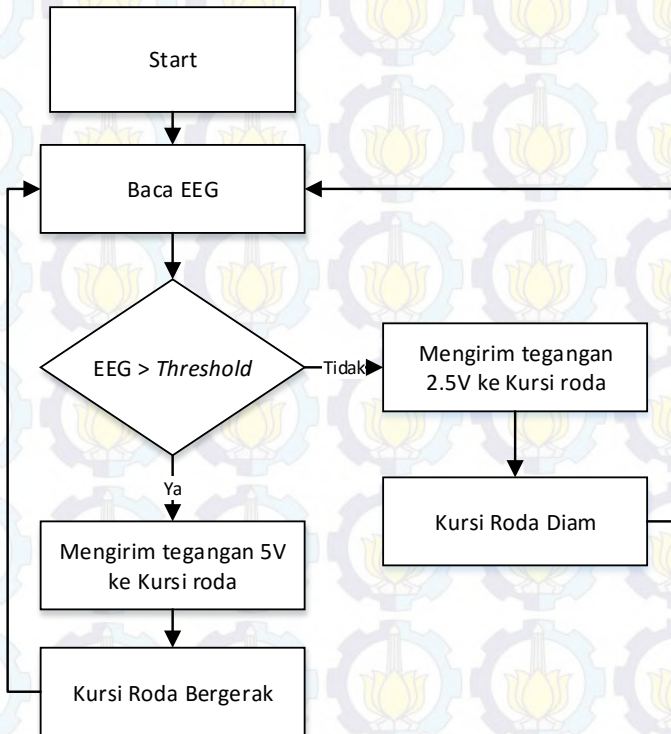 Start
Baca EEG
EEG > Threshold
Tidak
Mengirim tegangan
2.5V ke Kursi roda
Kursi Roda Diam
Ya
Mengirim tegangan 5V
ke Kursi roda
Kursi Roda Bergerak